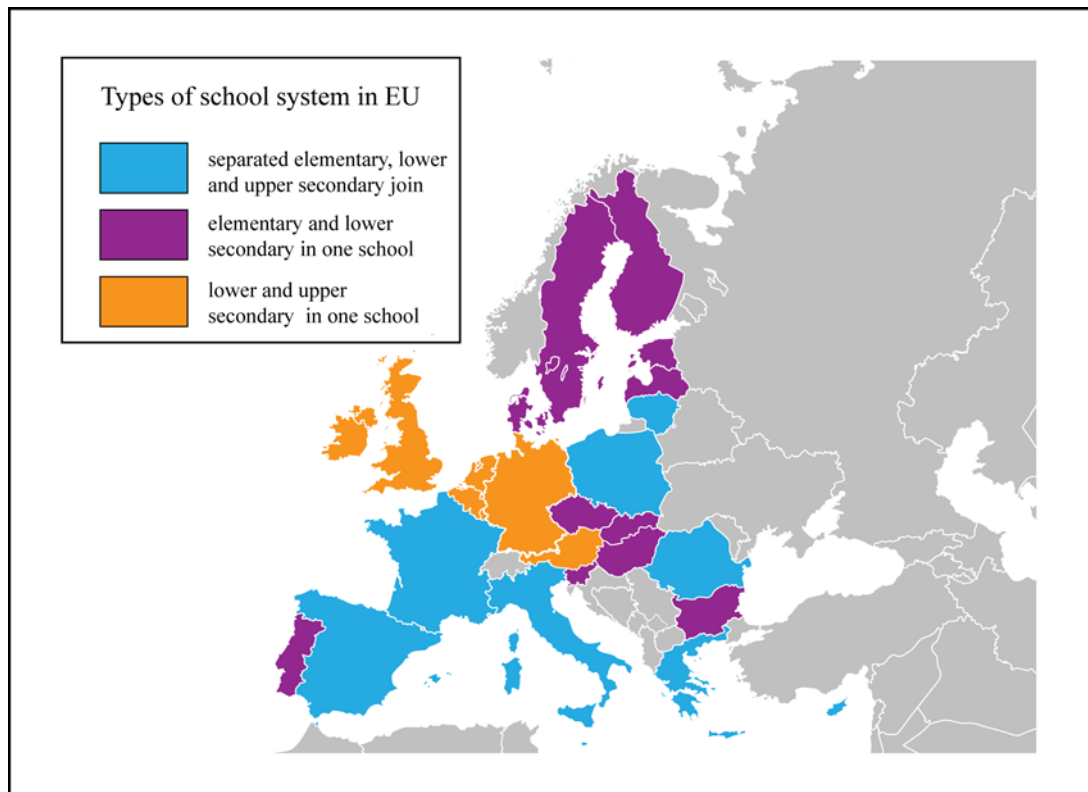 Types of school system in EU
separated elementary, lower
and upper secondary join
elementary and lower
secondary in one school
lower and upper
secondary in one school